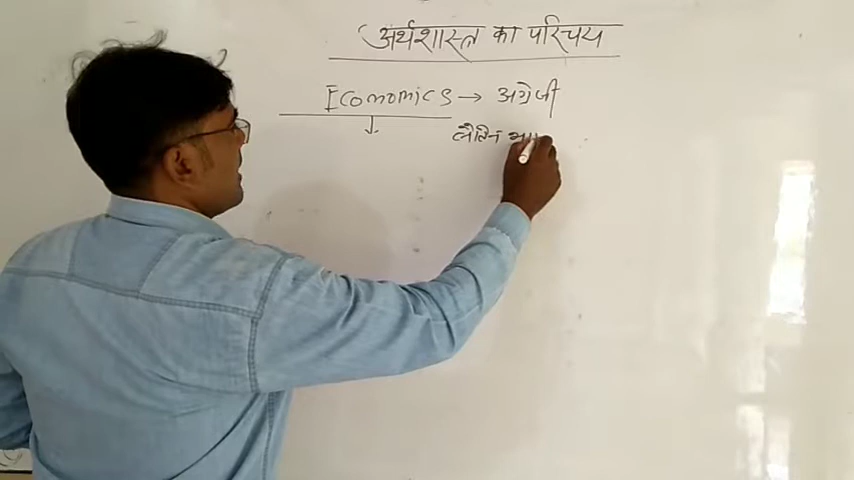 अर्थशास्त्र का परिचय
Economics → अंग्रेजी
लैटिन